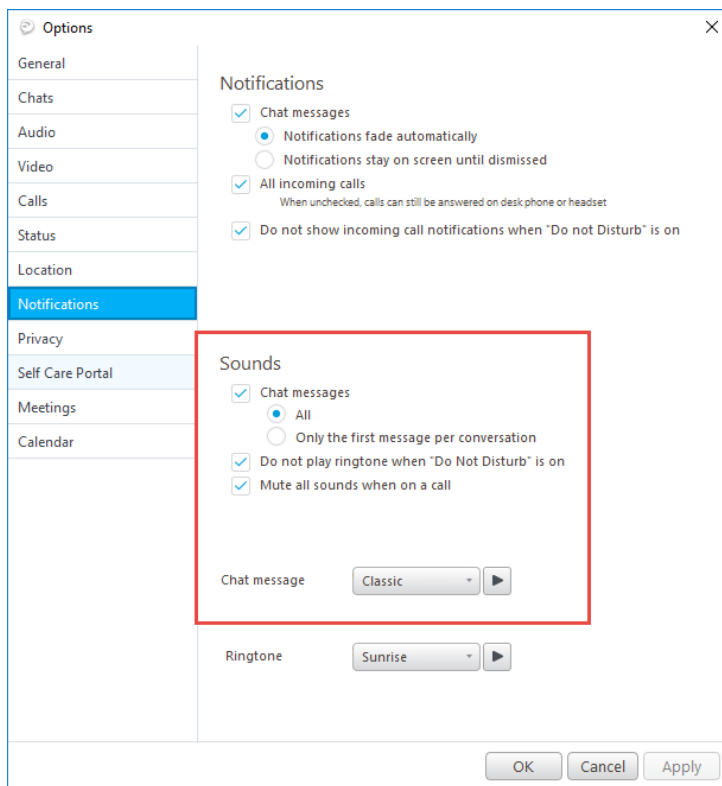 Options
General
Chats
Audio
Video
Calls
Status
Location
Notifications
Privacy
Self Care Portal
Meetings
Calendar
Notifications
Chat messages
Notifications fade automatically
Notifications stay on screen until dismissed
All incoming calls
When unchecked, calls can still be answered on desk phone or headset
Do not show incoming call notifications when "Do not Disturb" is on
Sounds
Chat messages
All
Only the first message per conversation
Do not play ringtone when "Do Not Disturb" is on
Mute all sounds when on a call
Chat message Classic
Ringtone Sunrise
OK Cancel Apply